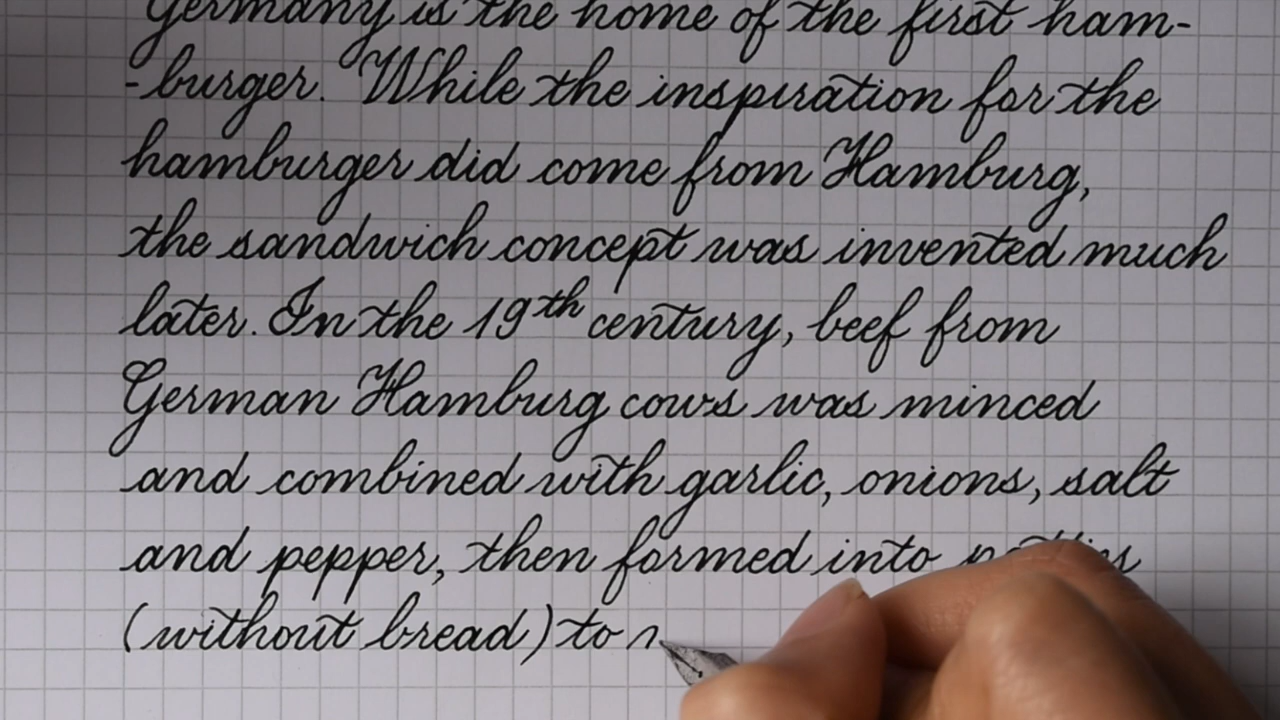 Germany is the home of the first ham-
-burger. While the inspiration for the
hamburger did come from Hamburg,
the sandwich concept was invented much
later. In the 19th century, beef from
German Hamburg cows was minced
and combined with garlic, onions, salt
and pepper, then formed into
(without bread) to